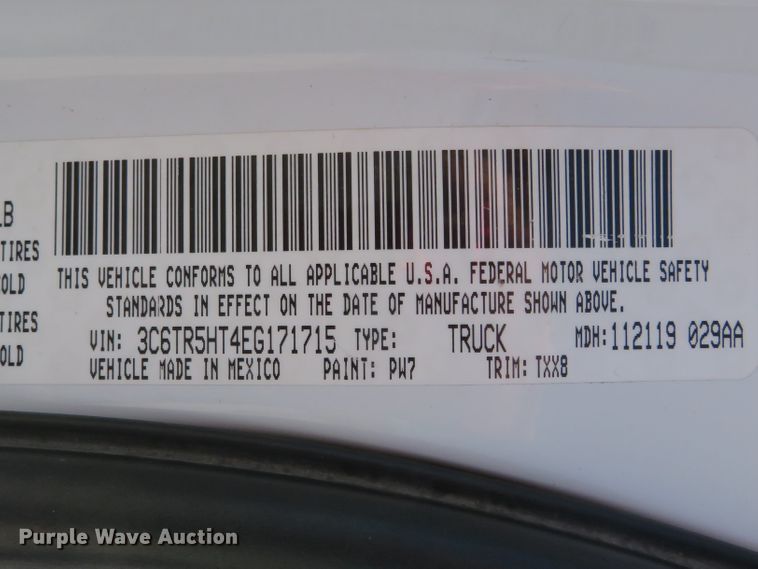 LB
TIRES
OLD
TIRES
OLD
THIS VEHICLE CONFORMS TO ALL APPLICABLE U.S.A. FEDERAL MOTOR VEHICLE SAFETY
STANDARDS IN EFFECT ON THE DATE OF MANUFACTURE SHOWN ABOVE.
VIN: 3C6TR5HT4EG171715 TYPE: TRUCK MDH:112119 029AA
VEHICLE MADE IN MEXICO PAINT: PW7 TRIM: TXX8
Purple Wave Auction